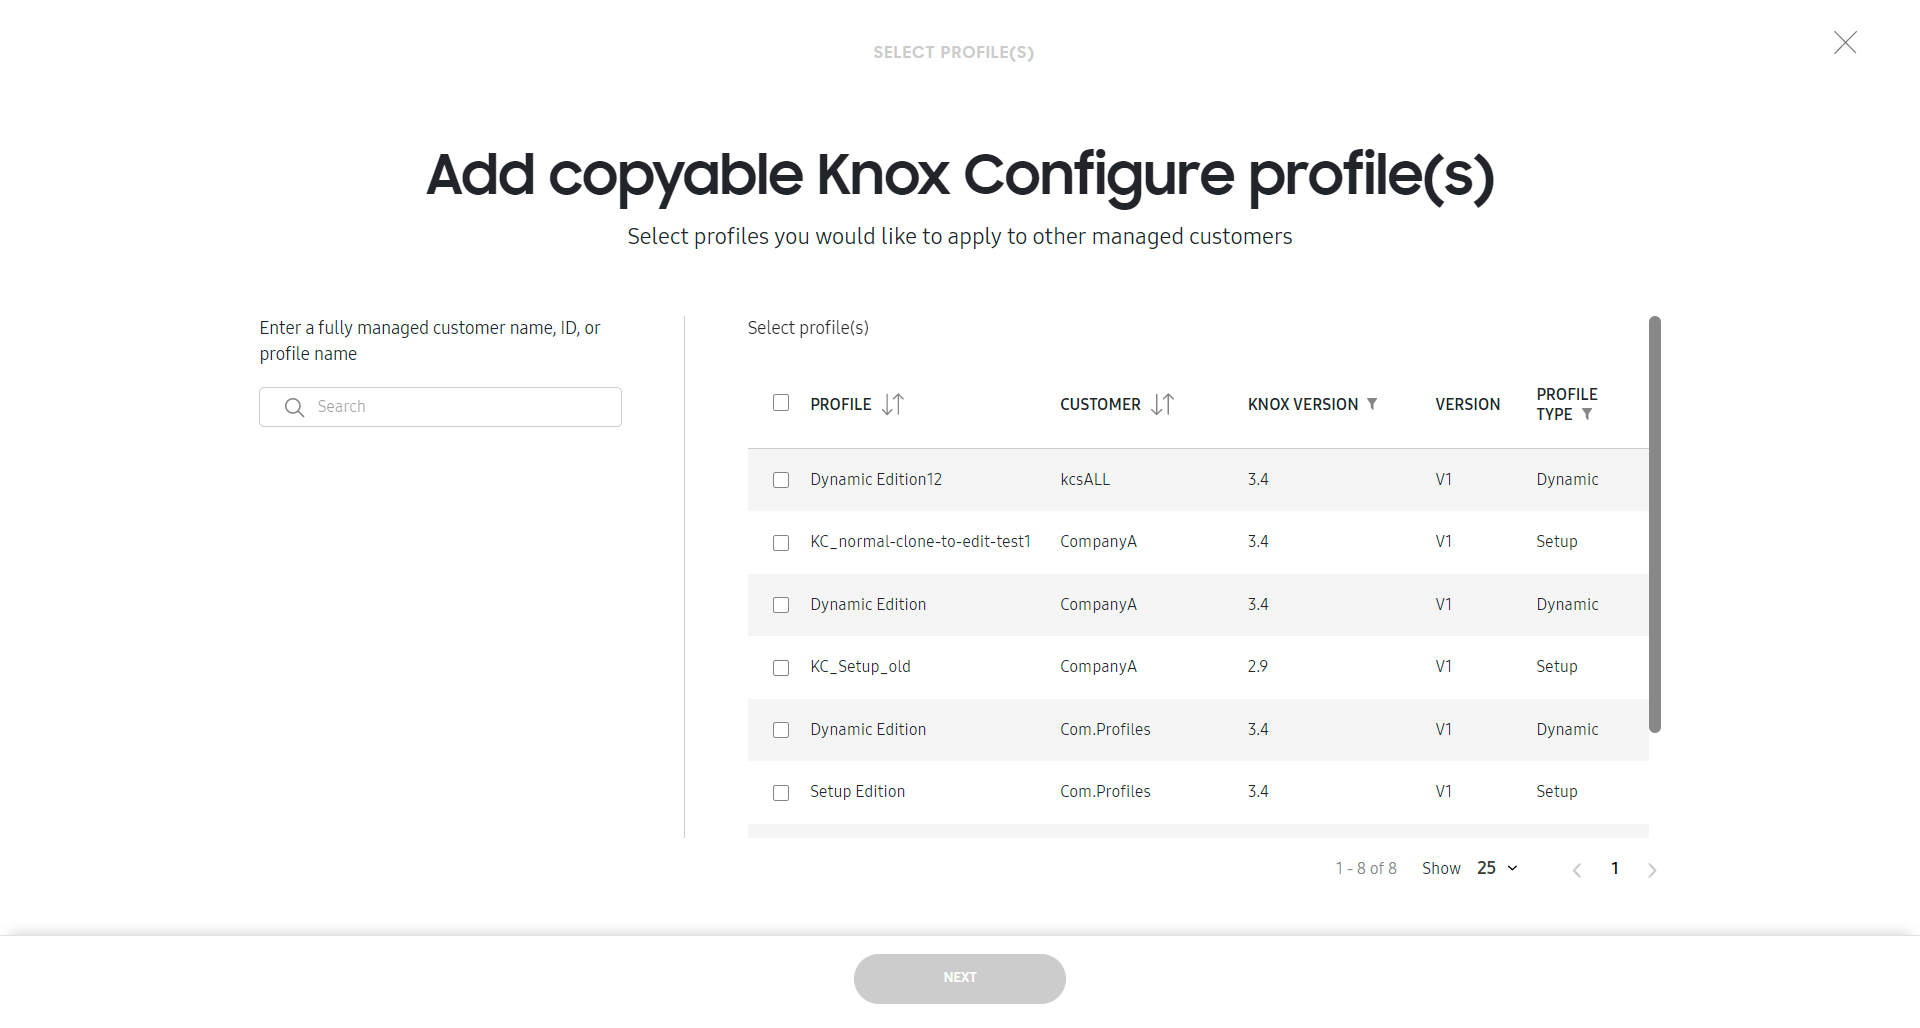 SELECT PROFILE(S)
Add copyable Knox Configure profile(s)
Select profiles you would like to apply to other managed customers
Enter a fully managed customer name, ID, or
profile name
Search
Select profile(s)
PROFILE CUSTOMER KNOX VERSION VERSION PROFILE TYPE
Dynamic Edition12 kcsALL 3.4 V1 Dynamic
KC_normal-clone-to-edit-test1 CompanyA 3.4 V1 Setup
Dynamic Edition CompanyA 3.4 V1 Dynamic
KC_Setup_old CompanyA 2.9 V1 Setup
Dynamic Edition Com.Profiles 3.4 V1 Dynamic
Setup Edition Com.Profiles 3.4 V1 Setup
1 - 8 of 8 Show 25 1
NEXT